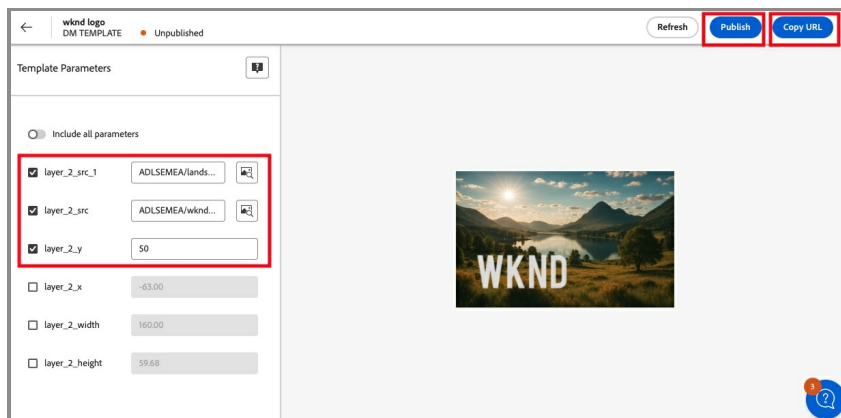 wknd logo
DM TEMPLATE
Unpublished
Refresh
Publish
Copy URL
Template Parameters
Include all parameters
layer_2_src_1
ADLSEMEA/lands...
layer_2_src
ADLSEMEA/wknd...
layer_2_y
50
layer_2_x
-63.00
layer_2_width
160.00
layer_2_height
59.68
WKND
3